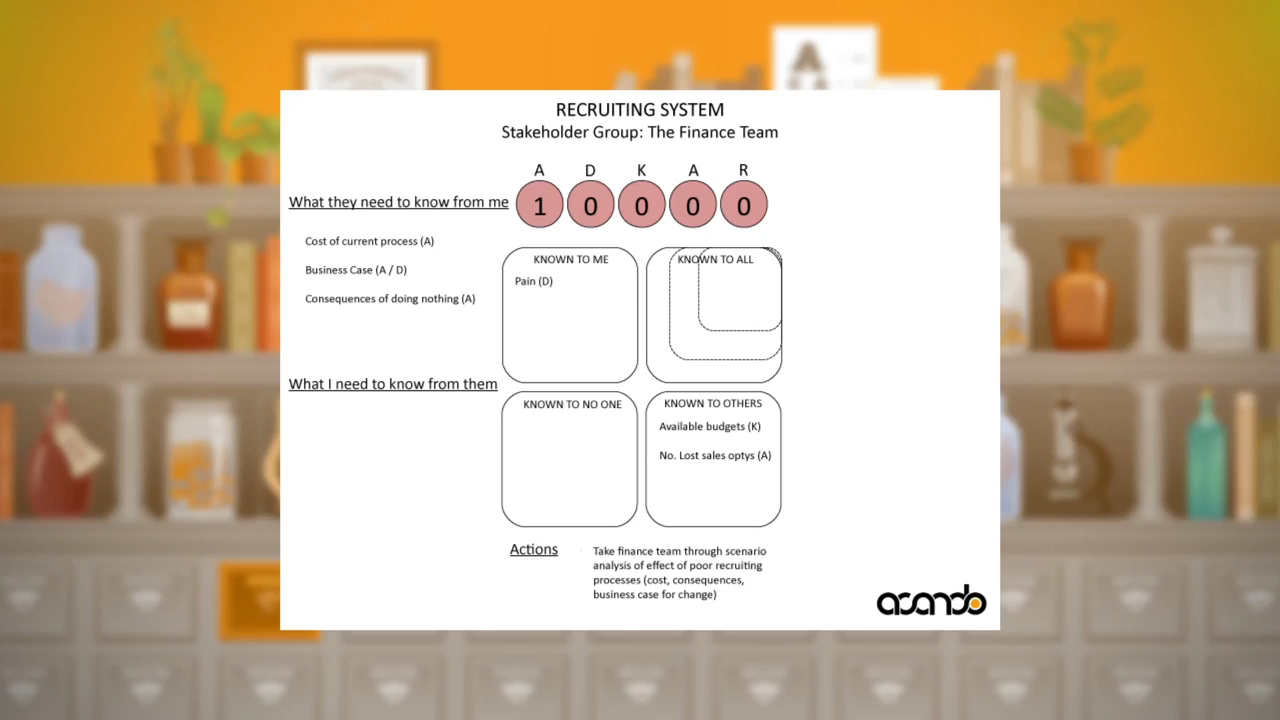 A
RECRUITING SYSTEM
Stakeholder Group: The Finance Team
A D K A R
What they need to know from me
1 0 0 0 0
Cost of current process (A)
Business Case (A / D)
Consequences of doing nothing (A)
KNOWN TO ME
Pain (D)
KNOWN TO ALL
What I need to know from them
KNOWN TO NO ONE
KNOWN TO OTHERS
Available budgets (K)
No. Lost sales optys (A)
Actions
Take finance team through scenario
analysis of effect of poor recruiting
processes (cost, consequences,
business case for change)
acando